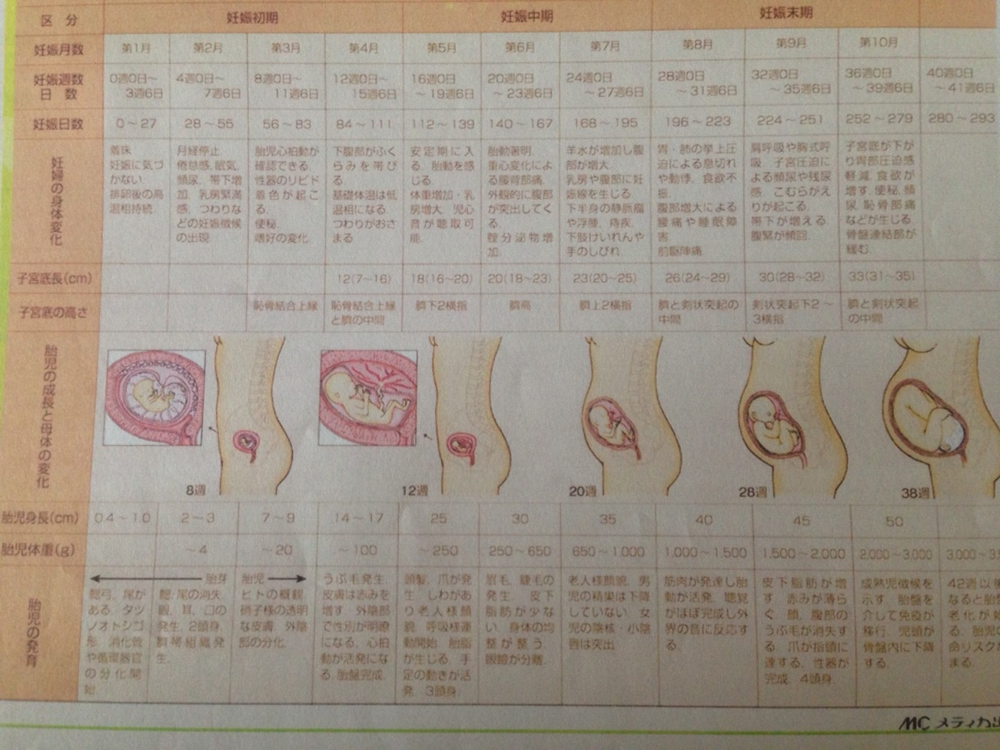 区 分
妊娠初期
妊娠中期
妊娠末期
妊娠月数
第1月
第2月
第3月
第4月
第5月
第6月
第7月
第8月
第9月
第10月
妊娠週数
日 数
0週0日～
3週6日
4週0日～
7週6日
8週0日～
11週6日
12週0日～
15週6日
16週0日
～19週6日
20週0日
～23週6日
24週0日
～27週6日
28週0日
～31週6日
32週0日
～35週6日
36週0日
～39週6日
40週0日
～41週6日
妊娠日数
0～27
28～55
56～83
84～111
112～139
140～167
168～195
196～223
224～251
252～279
280～293
妊婦の身体変化
着床
妊娠に気づ
かない
排卵後の高
温相持続
月経停止
倦怠感、眠気、
頻尿、帯下増
加、乳房緊満
感、つわりな
どの妊娠徴候
の出現
胎児心拍動が
確認できる
性器のリビド
着色が起こ
る
便秘
嗜好の変化
下腹部がふく
らみを帯び
る
基礎体温は低
温相になる
つわりがおさ
まる
安定期に入
る、胎動を感
じる
体重増加・乳
房増大、児心
音が聴取可
能
胎動著明
重心変化によ
る腰背部痛
外観的に腹部
が突出してく
る
腟分泌物増
加
羊水が増加し腹
部が増大
乳房や腹部に妊
娠線を生じる
下半身の静脈瘤
や浮腫、痔疾、
下肢けいれんや
手のしびれ
胃・肺の挙上圧
迫による息切れ
や動悸、食欲不
振
腹部増大による
腰痛や睡眠障
害
前駆陣痛
肩呼吸や胸式呼
吸、子宮圧迫に
よる頻尿や残尿
感、こむらがえ
りが起こる
帯下が増える
腹緊が頻回
子宮底が下が
り胃部圧迫感
軽減、食欲が
増す、便秘、頻
尿、恥骨部痛
などが生じる
骨盤連結部が
緩む
子宮底長(cm)
12(7～16)
18(16～20)
20(18～23)
23(20～25)
26(24～29)
30(28～32)
33(31～35)
子宮底の高さ
恥骨結合上縁
恥骨結合上縁
と臍の中間
臍下2横指
臍高
臍上2横指
臍と剣状突起の
中間
剣状突起下2～
3横指
臍と剣状突起
の中間
胎児の成長と母体の変化
8週
12週
20週
28週
38週
胎児身長(cm)
0.4～1.0
2～3
7～9
14～17
25
30
35
40
45
50
胎児体重(g)
～4
～20
～100
～250
250～650
650～1,000
1,000～1,500
1,500～2,000
2,000～3,000
胎児の発育
胎芽
胎児
鰓弓、尾が
ある、タツ
ノオトシゴ
形、消化管
や循環器官
の分化開
始
鰓、尾の消失
眼、耳、口の
発生、2頭身、
臍帯組織発
生
ヒトの概観
硝子様の透明
な皮膚、外陰
部の分化
うぶ毛発生
皮膚は赤みを
増す、外陰部
で性別が明瞭
になる、心拍
動が活発にな
る、胎盤完成
頭髪、爪が発
生、しわがあ
り老人様顔
貌、呼吸様運
動開始、胎脂
が生じる、手
足の動きが活
発、3頭身
眉毛、睫毛の
発生、皮下
脂肪が少な
い、身体の均
整が整う
眼瞼が分離
老人様顔貌、男
児の精巣は下降
していない、女
児の陰核・小陰
唇は突出
筋肉が発達し胎
動が活発、聴覚
がほぼ完成し外
界の音に反応す
る
皮下脂肪が増
す、赤みが薄ら
ぐ、顔、腹部の
うぶ毛が消失す
る、爪が指頭に
達する、性器が
完成、4頭身
成熟児徴候を
示す、胎盤を
介して免疫が
移行、児頭が
骨盤内に下降
する
42週以
なると胎
老化が
る、胎児
命リスク
まる
MC メディカ出